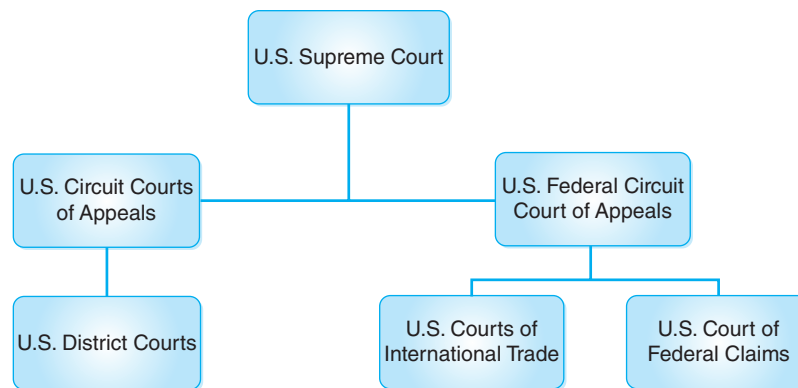 U.S. Supreme Court
U.S. Circuit Courts
of Appeals
U.S. Federal Circuit
Court of Appeals
U.S. District Courts
U.S. Courts of
International Trade
U.S. Court of
Federal Claims